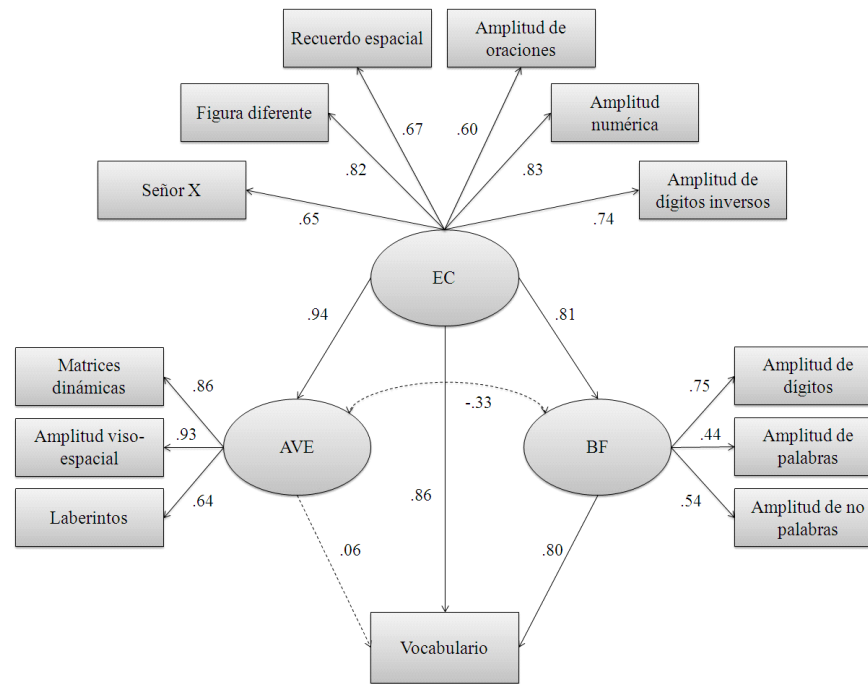 Recuerdo espacial
Amplitud de
oraciones
Figura diferente
Amplitud
numérica
Señor X
Amplitud de
dígitos inversos
.67
.60
.82
.83
.65
.74
EC
.94
.81
Matrices
dinámicas
Amplitud viso-
espacial
Laberintos
.86
.93
.64
AVE
-.33
BF
.75
.44
.54
Amplitud de
dígitos
Amplitud de
palabras
Amplitud de no
palabras
.86
.06
.80
Vocabulario